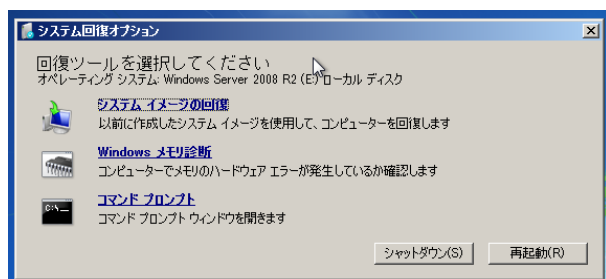 システム回復オプション
回復ツールを選択してください
オペレーティング システム: Windows Server 2008 R2 (E:) ローカル ディスク
システム イメージの回復
以前に作成したシステム イメージを使用して、コンピューターを回復します
Windows メモリ診断
コンピューターでメモリのハードウェア エラーが発生しているか確認します
C:\_
コマンド プロンプト
コマンド プロンプト ウィンドウを開きます
シャットダウン(S) 再起動(R)